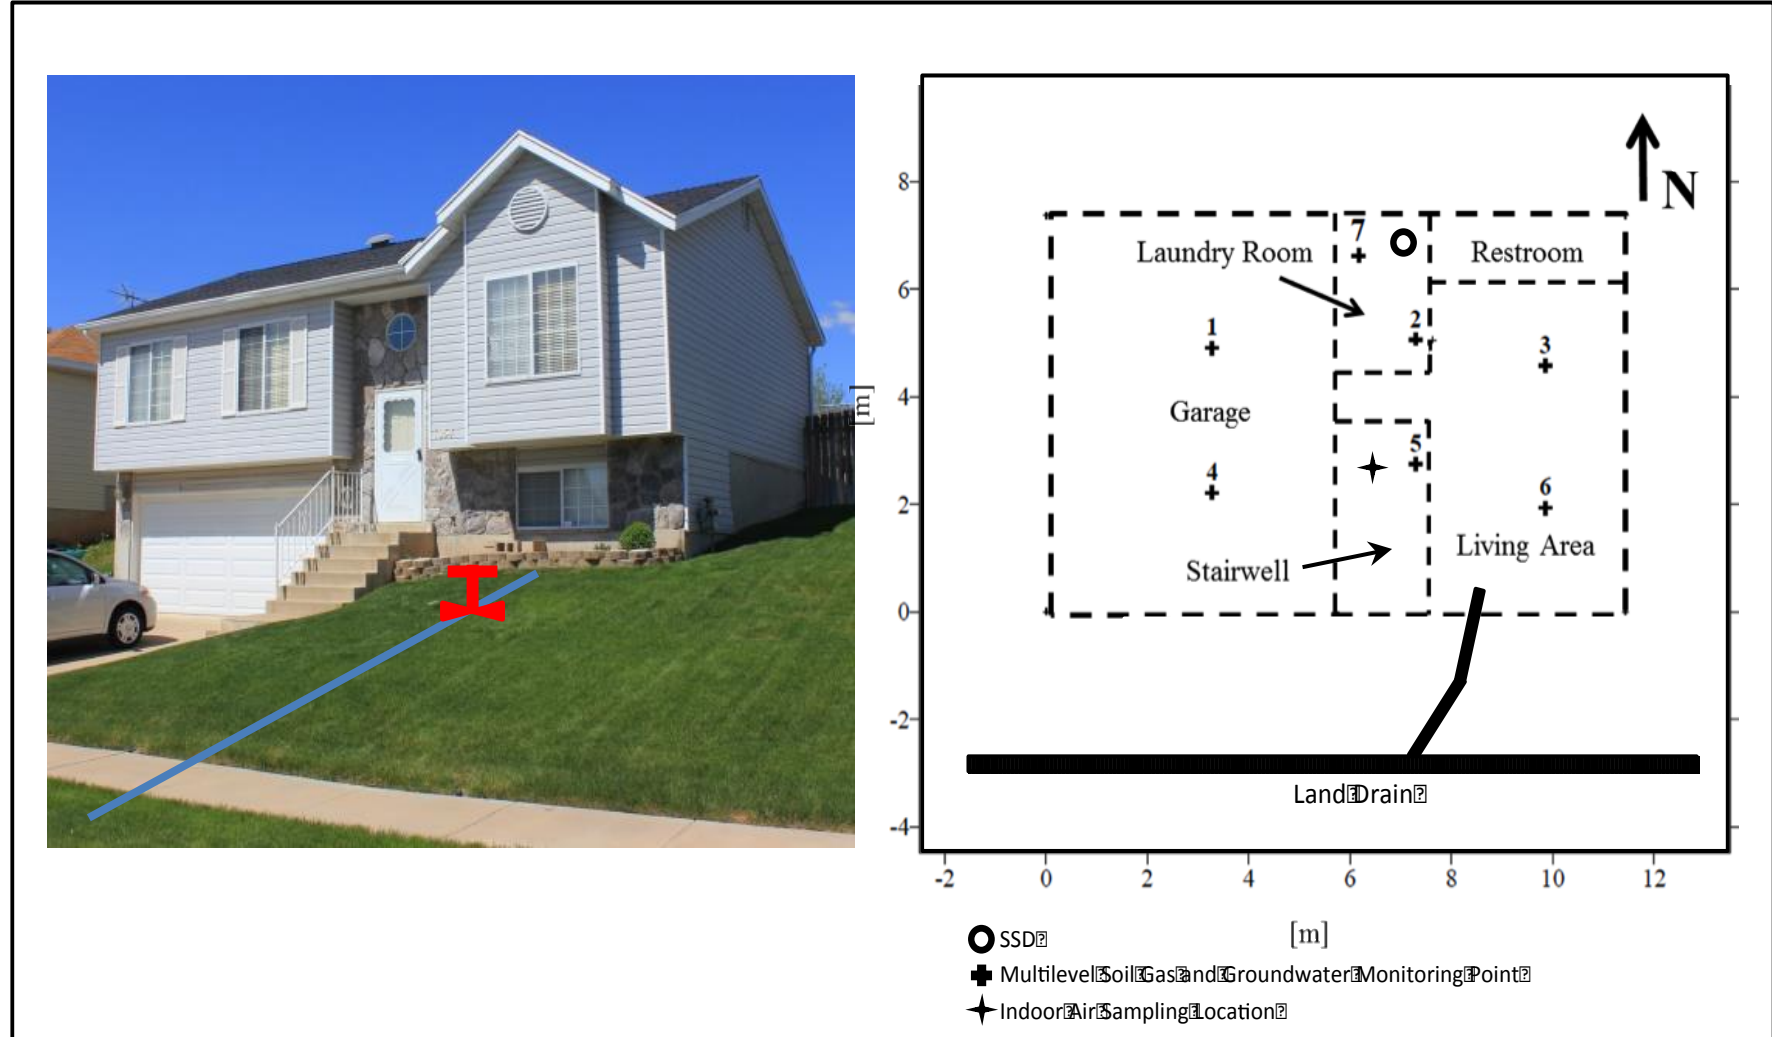 N
8
7
Laundry Room
Restroom
6
1
2
3
[m]
4
Garage
5
4
6
2
Living Area
Stairwell
0
-2
Land Drain
-4
-2 0 2 4 6 8 10 12
[m]
SSD
Multilevel Soil Gas and Groundwater Monitoring Point
Indoor Air Sampling Location